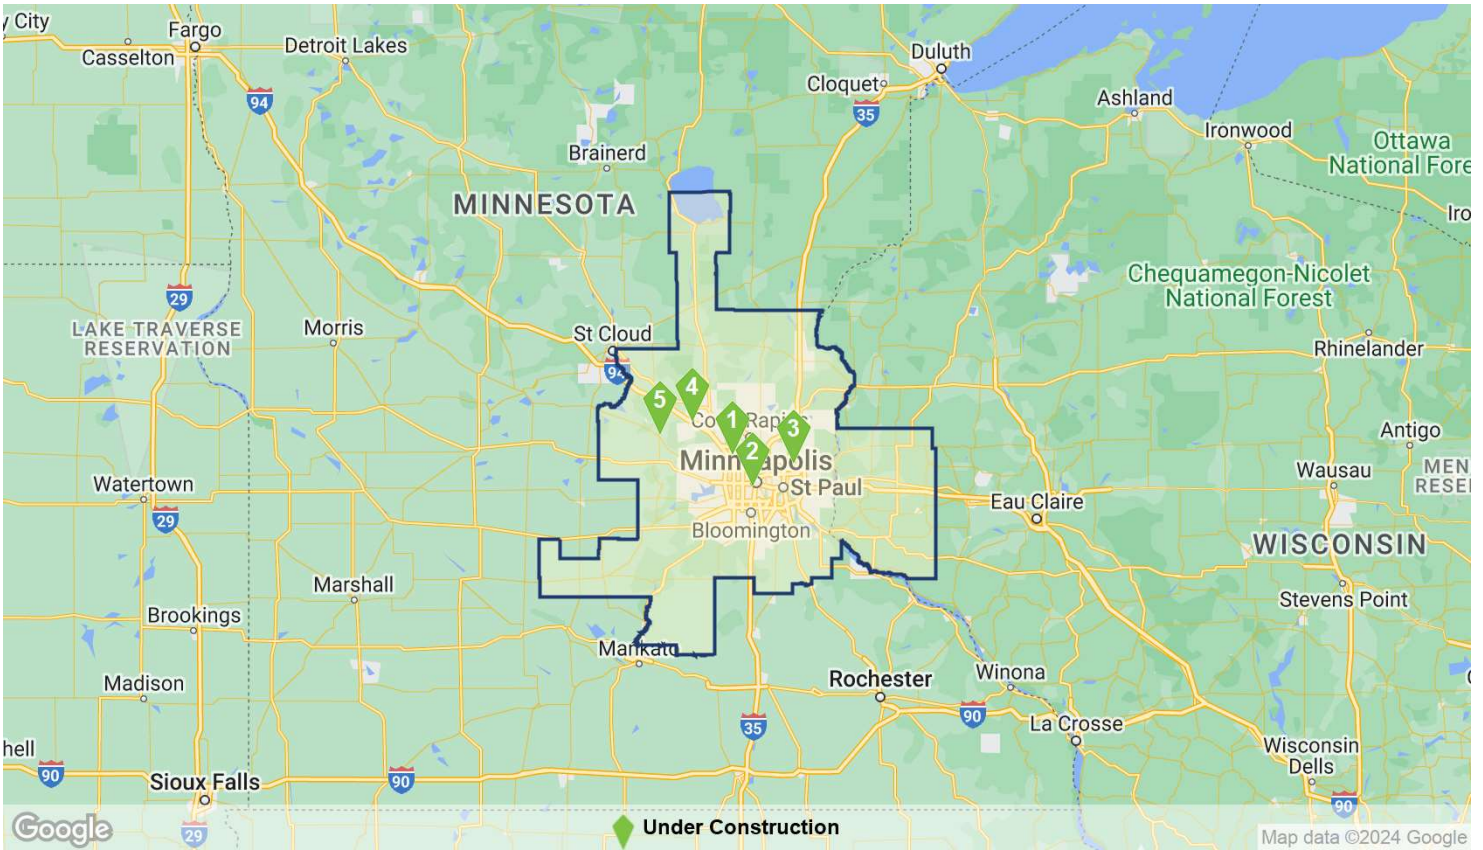 y City
Fargo
Casselton
Detroit Lakes
94
Duluth
Cloquet
35
Ashland
Ironwood
Ottawa
National Fore
Brainerd
MINNESOTA
Iro
Chequamegon-Nicolet
National Forest
29
LAKE TRAVERSE
RESERVATION
Morris
St Cloud
94
Rhinelander
5
4
1
3
2
Minneapolis
St Paul
Bloomington
Antigo
Wausau
MEN
RESE
Watertown
29
Eau Claire
WISCONSIN
Marshall
Brookings
Stevens Point
Mankato
Madison
Rochester
Winona
35
90
La Crosse
hell
90
Sioux Falls
90
Wisconsin
Dells
90
Google
29
Under Construction
Map data ©2024 Google